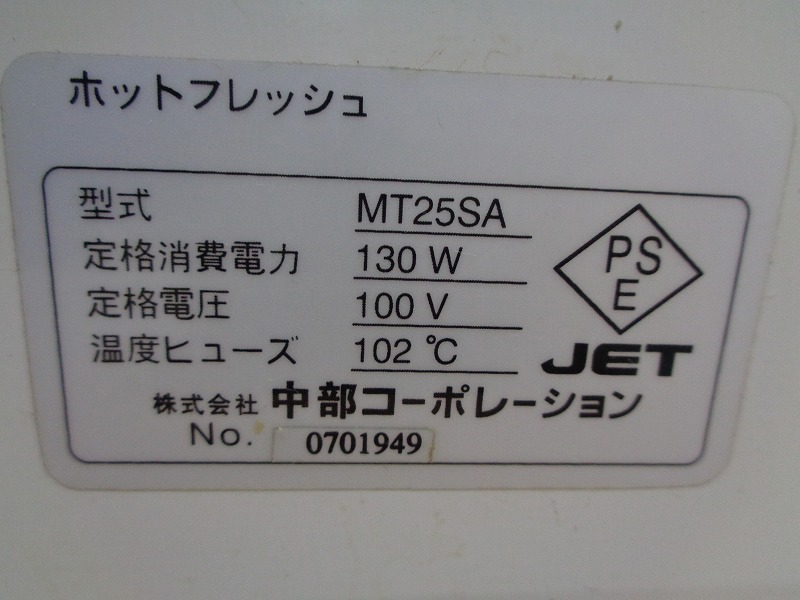 ホットフレッシュ
型式 MT25SA
定格消費電力 130 W
定格電圧 100 V
温度ヒューズ 102 ℃
PS
E
JET
株式会社 中部コーポレーション
No. 0701949